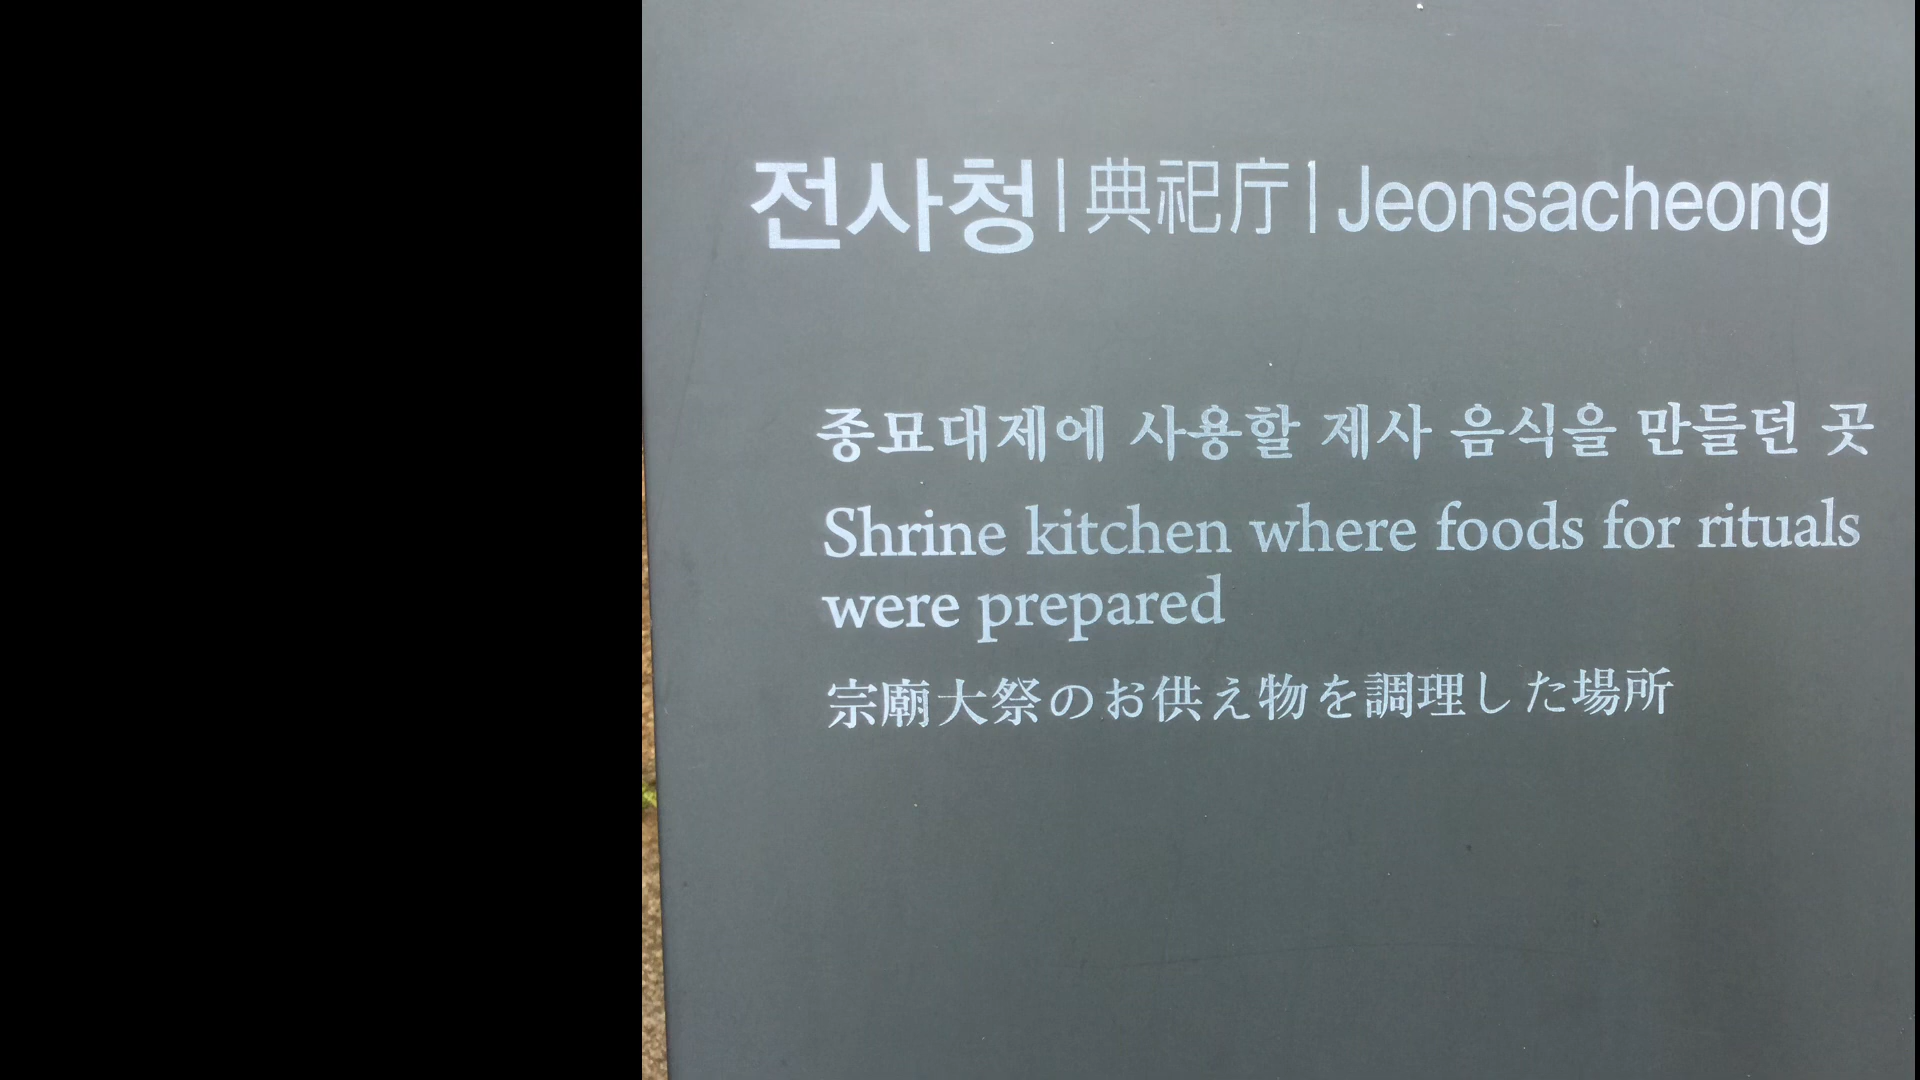 전사청|典祀庁|Jeonsacheong
종묘대제에 사용할 제사 음식을 만들던 곳
Shrine kitchen where foods for rituals
were prepared
宗廟大祭のお供え物を調理した場所